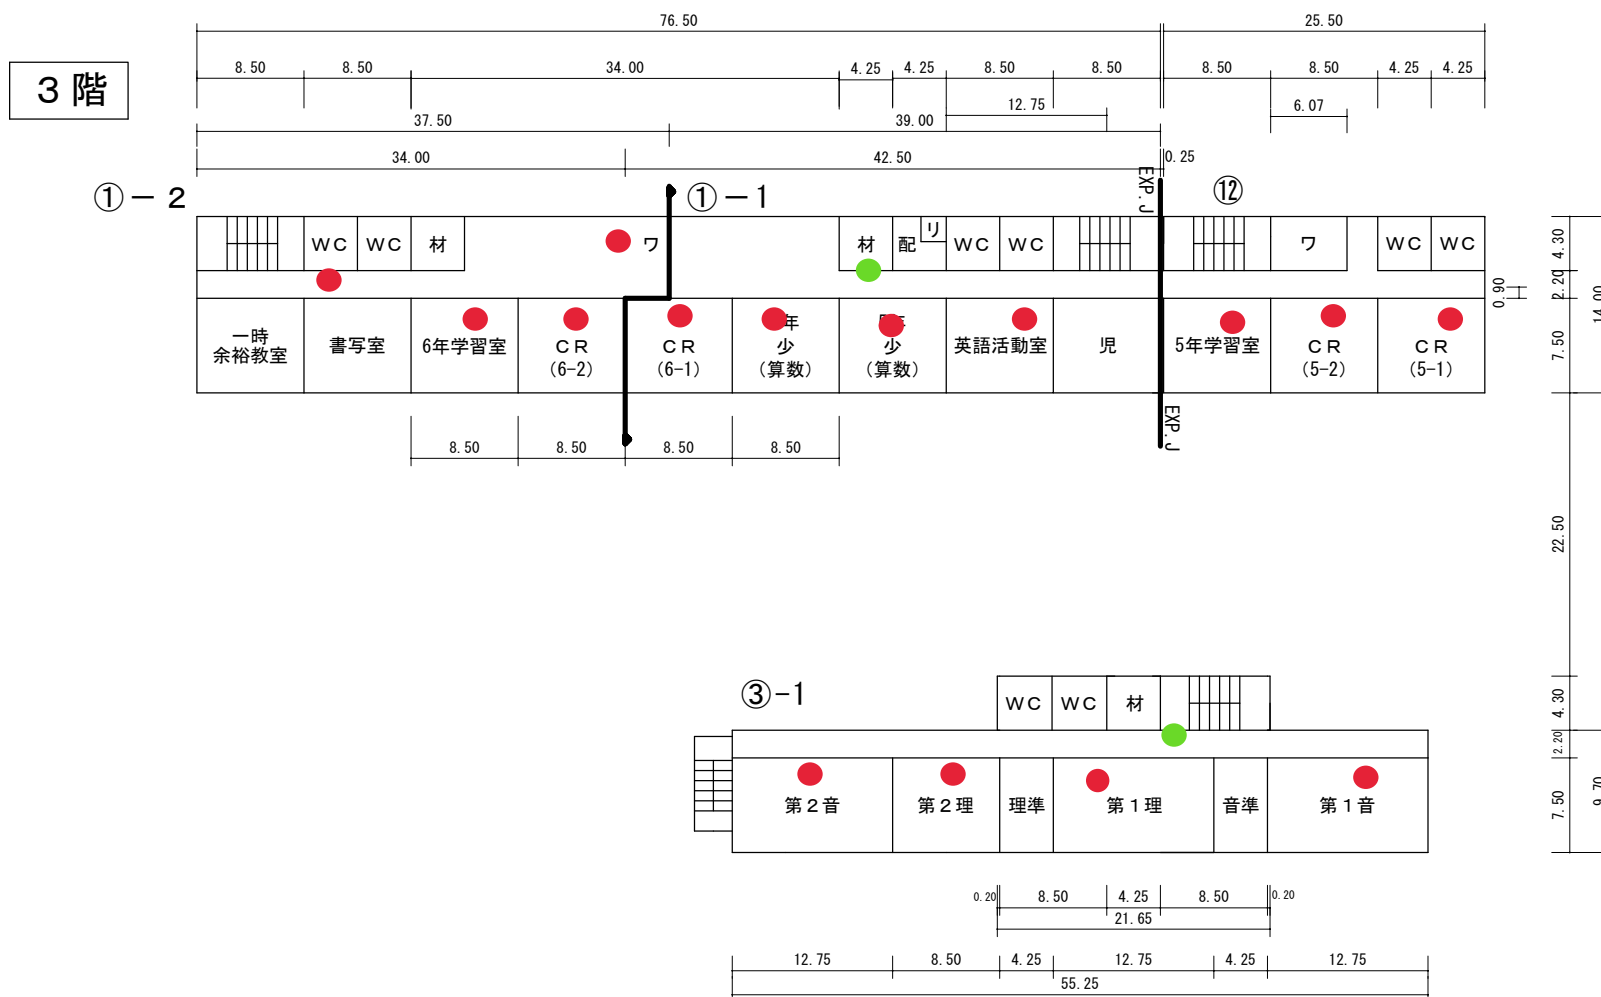 76.50 25.50
8.50 8.50 34.00 4.25 4.25 8.50 8.50 8.50 8.50 4.25 4.25
3階
12.75 6.07
37.50 39.00
34.00 42.50 0.25
①－２ ①－1 EXP.J ⑫
WC WC 材 ワ 材 配 リ WC WC ワ WC WC
4.30
2.20 0.90
14.00
一時
余裕教室
書写室
6年学習室
CR
(6-2)
CR
(6-1)
年
少
(算数)
少
(算数)
英語活動室
児
5年学習室
CR
(5-2)
CR
(5-1)
7.50
EXP.J
8.50 8.50 8.50 8.50
22.50
③-1
WC WC 材
4.30
2.20
第２音 第２理 理準 第１理 音準 第１音
7.50
9.70
0.20 8.50 4.25 8.50 0.20
21.65
12.75 8.50 4.25 12.75 4.25 12.75
55.25